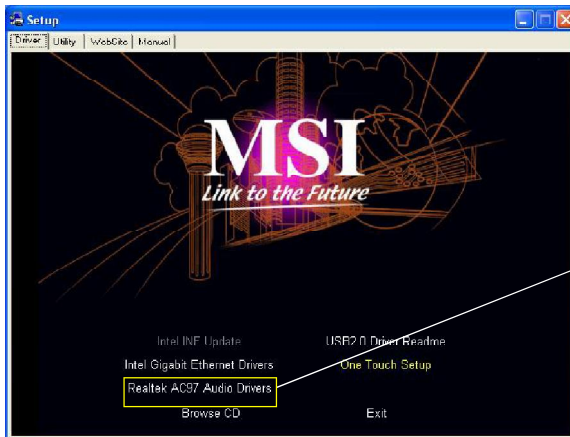 Setup
Driver Utility WebSite Manual
MSI
Link to the Future
Intel INF Update USB2.0 Driver Readme
Intel Gigabit Ethernet Drivers One Touch Setup
Realtek AC97 Audio Drivers
Browse CD Exit